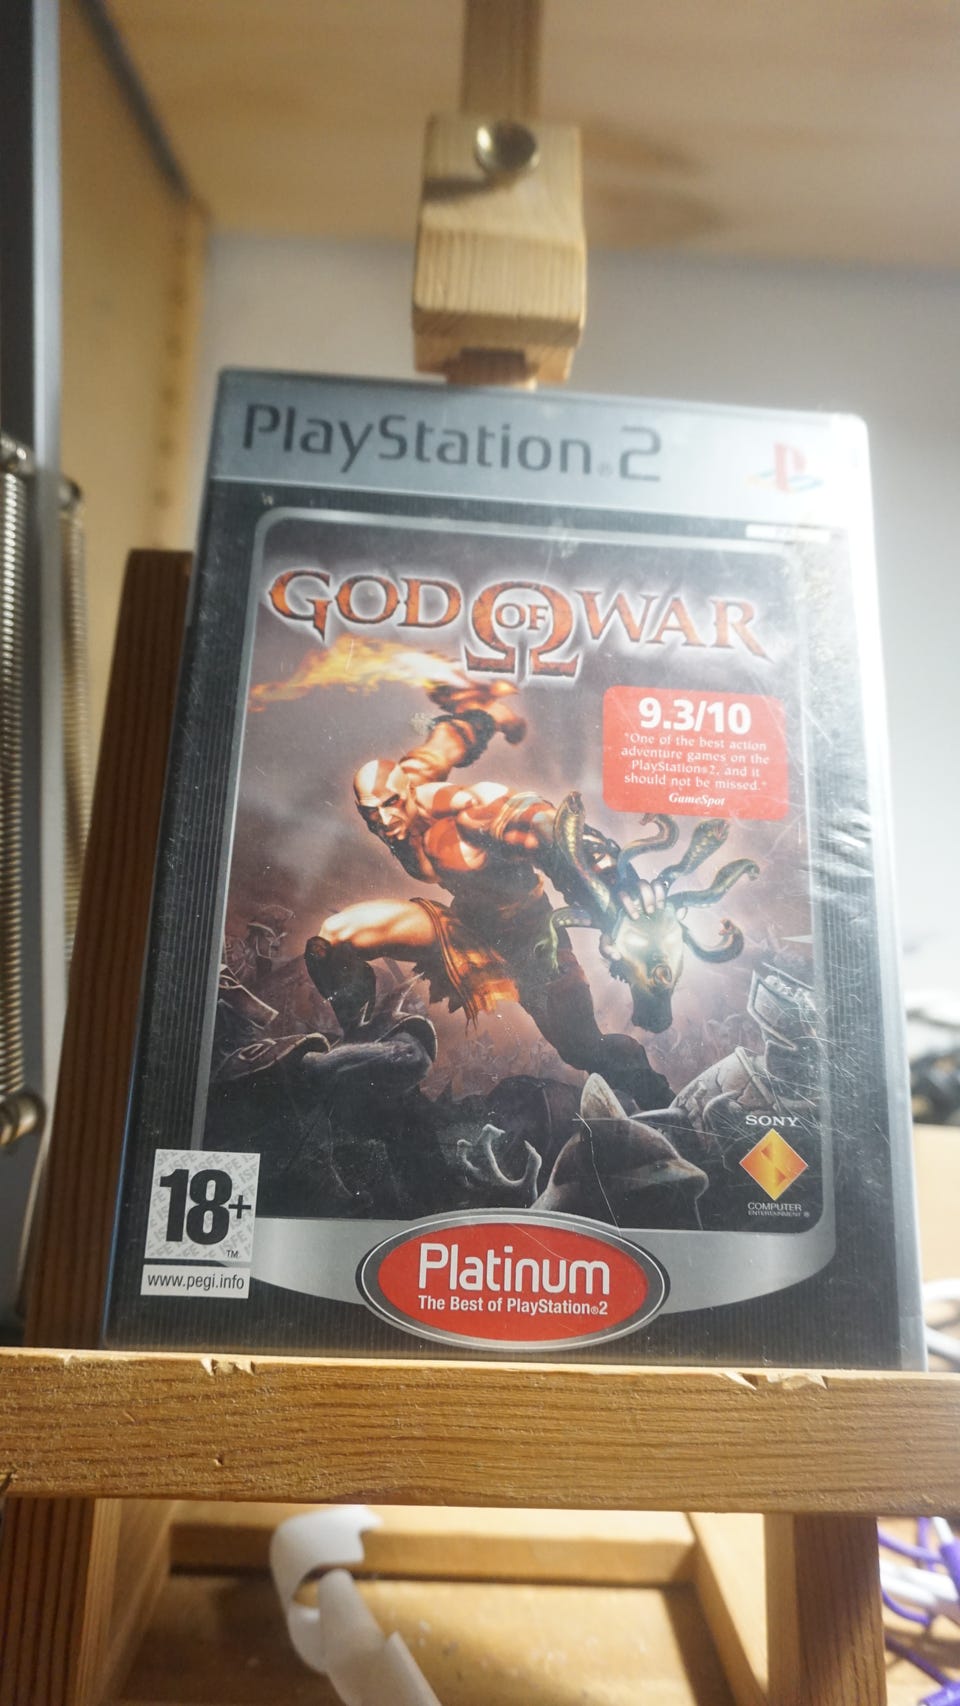 PlayStation®2
GOD OF WAR
9.3/10
"One of the best action
adventure games on the
PlayStation®2, and it
should not be missed."
GameSpot
SONY
COMPUTER
ENTERTAINMENT®
18+
TM
www.pegi.info
Platinum
The Best of PlayStation®2